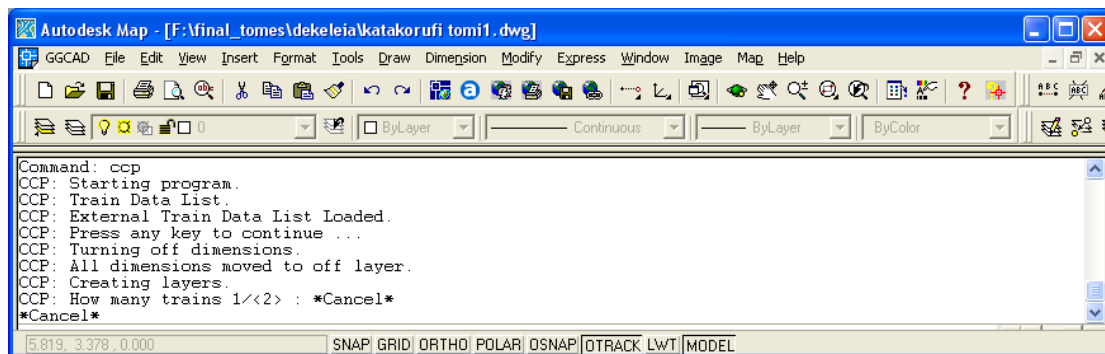 Autodesk Map - [F:\final_tomes\dekeleia\katakorufi tomi1.dwg]
GGCAD File Edit View Insert Format Tools Draw Dimension Modify Express Window Image Map Help
0 ByLayer Continuous ByLayer ByColor
Command: ccp
CCP: Starting program.
CCP: Train Data List.
CCP: External Train Data List Loaded.
CCP: Press any key to continue ...
CCP: Turning off dimensions.
CCP: All dimensions moved to off layer.
CCP: Creating layers.
CCP: How many trains 1/<2> : *Cancel*
*Cancel*
5.819, 3.378 , 0.000 SNAP GRID ORTHO POLAR OSNAP OTRACK LWT MODEL